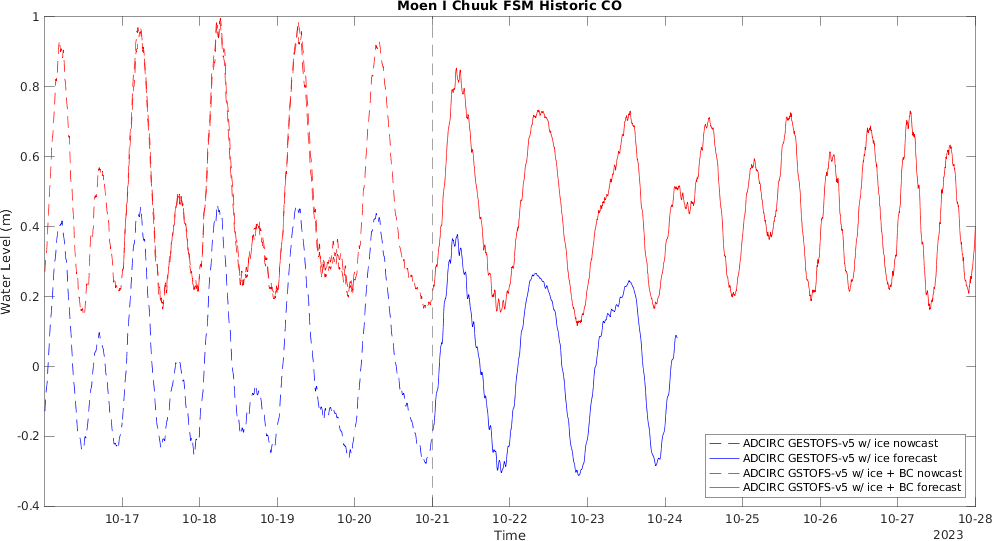 Moen I Chuuk FSM Historic CO
1
0.8
0.6
0.4
0.2
0
-0.2
-0.4
Water Level (m)
10-17 10-18 10-19 10-20 10-21 10-22 10-23 10-24 10-25 10-26 10-27 10-28
Time
2023
ADCIRC GESTOFS-v5 w/ ice nowcast
ADCIRC GESTOFS-v5 w/ ice forecast
ADCIRC GSTOFS-v5 w/ ice + BC nowcast
ADCIRC GSTOFS-v5 w/ ice + BC forecast